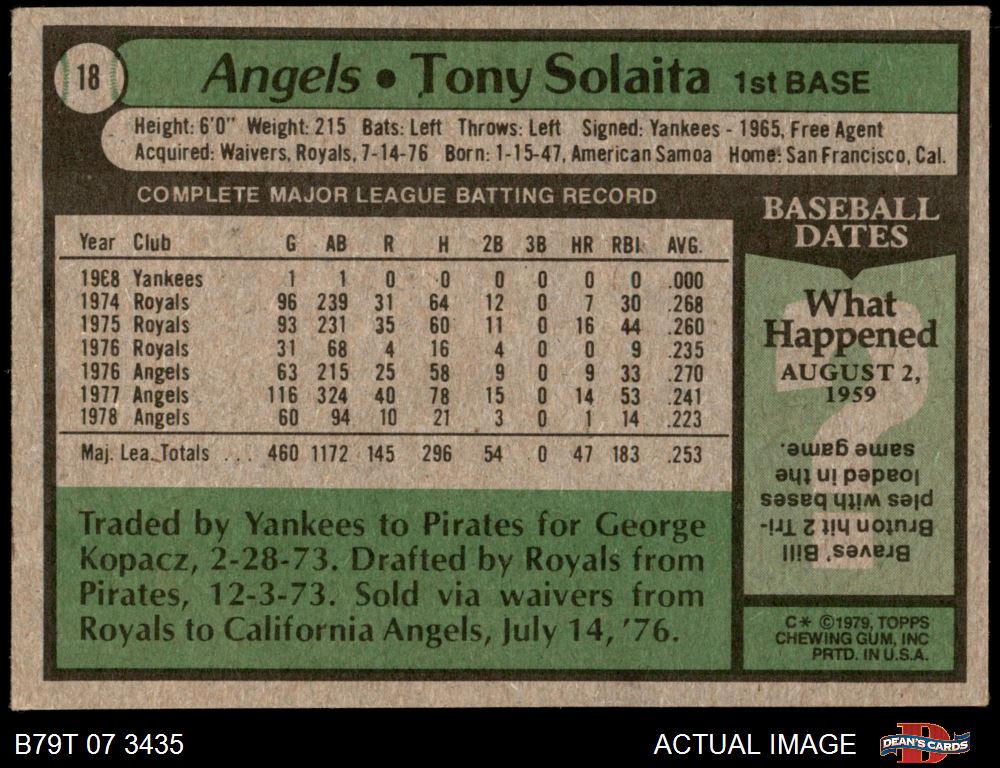 18
Angels • Tony Solaita 1st BASE
Height: 6'0" Weight: 215 Bats: Left Throws: Left Signed: Yankees - 1965, Free Agent
Acquired: Waivers, Royals, 7-14-76 Born: 1-15-47, American Samoa Home: San Francisco, Cal.
COMPLETE MAJOR LEAGUE BATTING RECORD
Year Club G AB R H 2B 3B HR RBI AVG.
1968 Yankees 1 1 0 0 0 0 0 0 .000
1974 Royals 96 239 31 64 12 0 7 30 .268
1975 Royals 93 231 35 60 11 0 16 44 .260
1976 Royals 31 68 4 16 4 0 0 9 .235
1976 Angels 63 215 25 58 9 0 9 33 .270
1977 Angels 116 324 40 78 15 0 14 53 .241
1978 Angels 60 94 10 21 3 0 1 14 .223
Maj. Lea. Totals . . . 460 1172 145 296 54 0 47 183 .253
Traded by Yankees to Pirates for George
Kopacz, 2-28-73. Drafted by Royals from
Pirates, 12-3-73. Sold via waivers from
Royals to California Angels, July 14, '76.
BASEBALL
DATES
What
Happened
AUGUST 2,
1959
Braves' Bill
Bruton hit 2 Tri-
ples with bases
loaded in the
same game.
C* ©1979, TOPPS
CHEWING GUM, INC
PRTD. IN U.S.A.
B79T 07 3435
ACTUAL IMAGE
DEAN'S CARDS